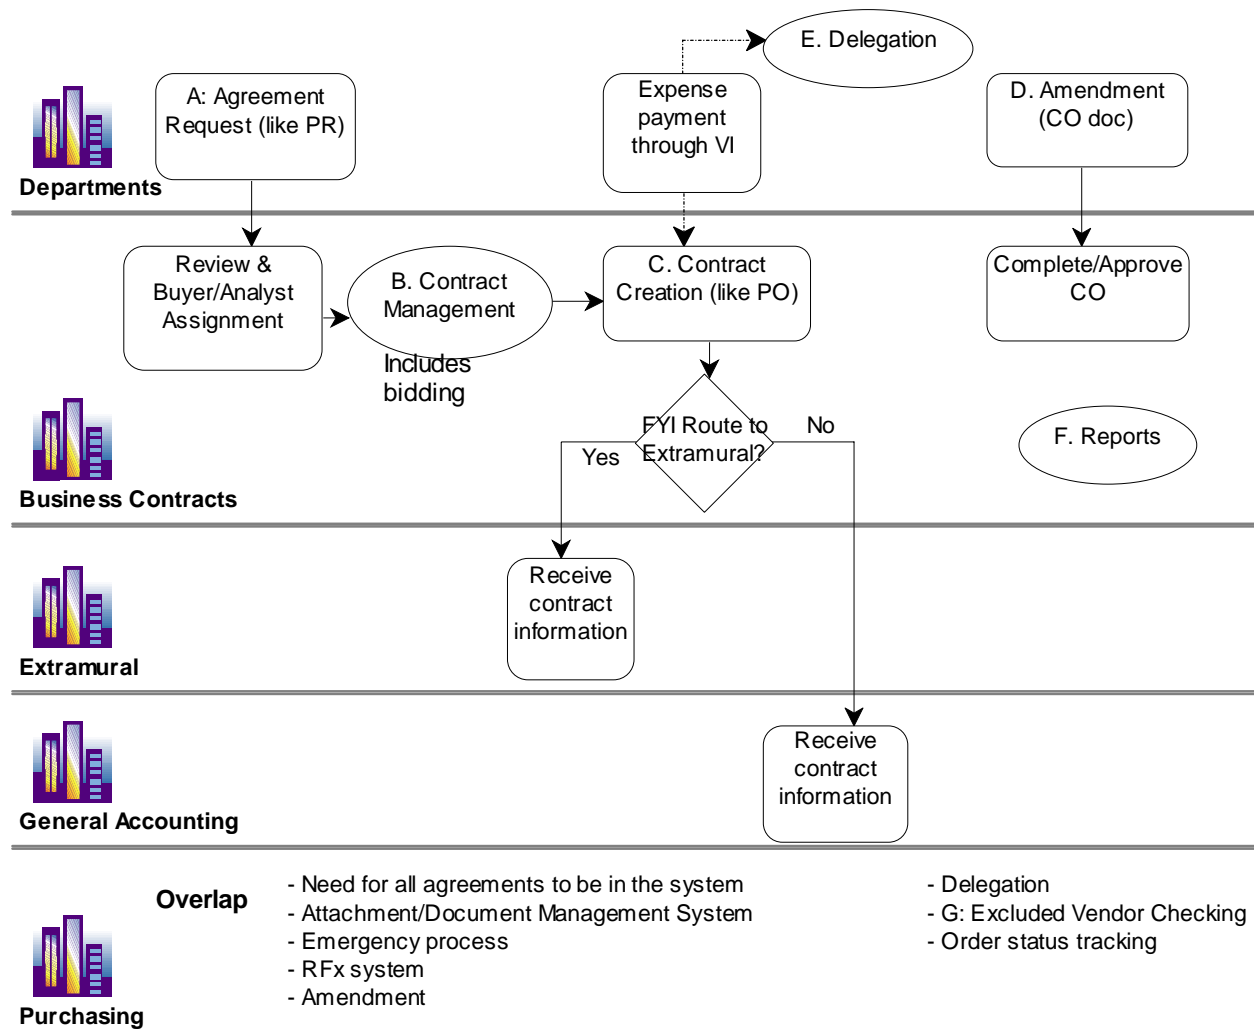 E. Delegation
A: Agreement
Request (like PR)
Expense
payment
through VI
D. Amendment
(CO doc)
Departments
Review &
Buyer/Analyst
Assignment
B. Contract
Management
Includes
bidding
C. Contract
Creation (like PO)
Complete/Approve
CO
FYI Route to
Extramural?
Yes
No
F. Reports
Business Contracts
Receive
contract
information
Extramural
Receive
contract
information
General Accounting
Overlap
- Need for all agreements to be in the system
- Attachment/Document Management System
- Emergency process
- RFx system
- Amendment
- Delegation
- G: Excluded Vendor Checking
- Order status tracking
Purchasing